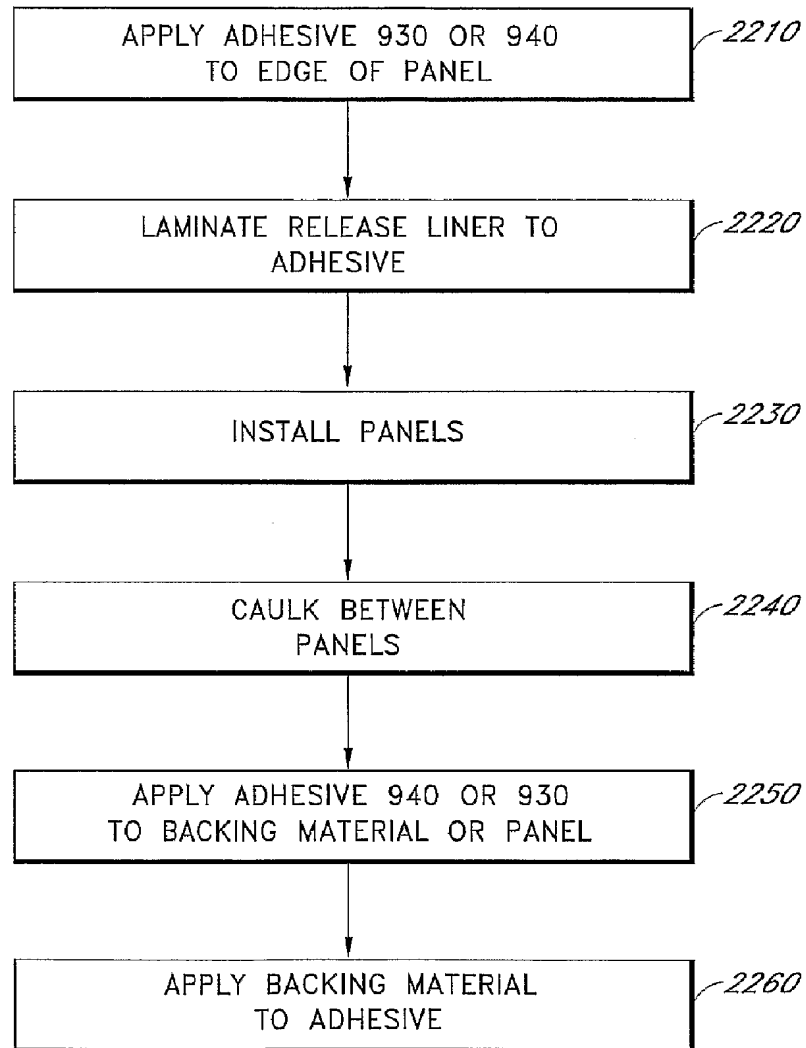 APPLY ADHESIVE 930 OR 940
TO EDGE OF PANEL
2210
LAMINATE RELEASE LINER TO
ADHESIVE
2220
INSTALL PANELS
2230
CAULK BETWEEN
PANELS
2240
APPLY ADHESIVE 940 OR 930
TO BACKING MATERIAL OR PANEL
2250
APPLY BACKING MATERIAL
TO ADHESIVE
2260